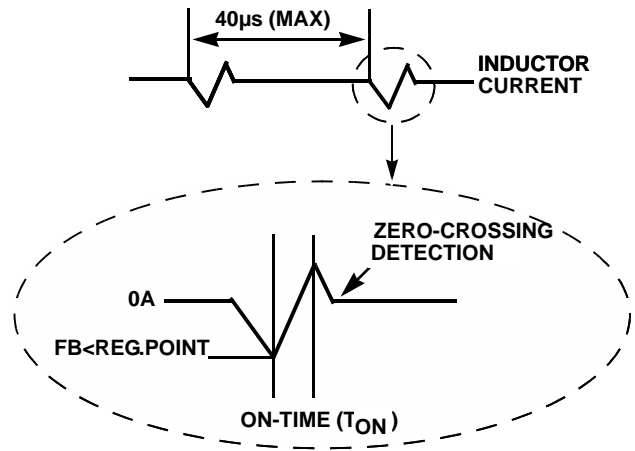 40µs (MAX)
INDUCTOR
CURRENT
ZERO-CROSSING
DETECTION
0A
FB<REG.POINT
ON-TIME (TON)